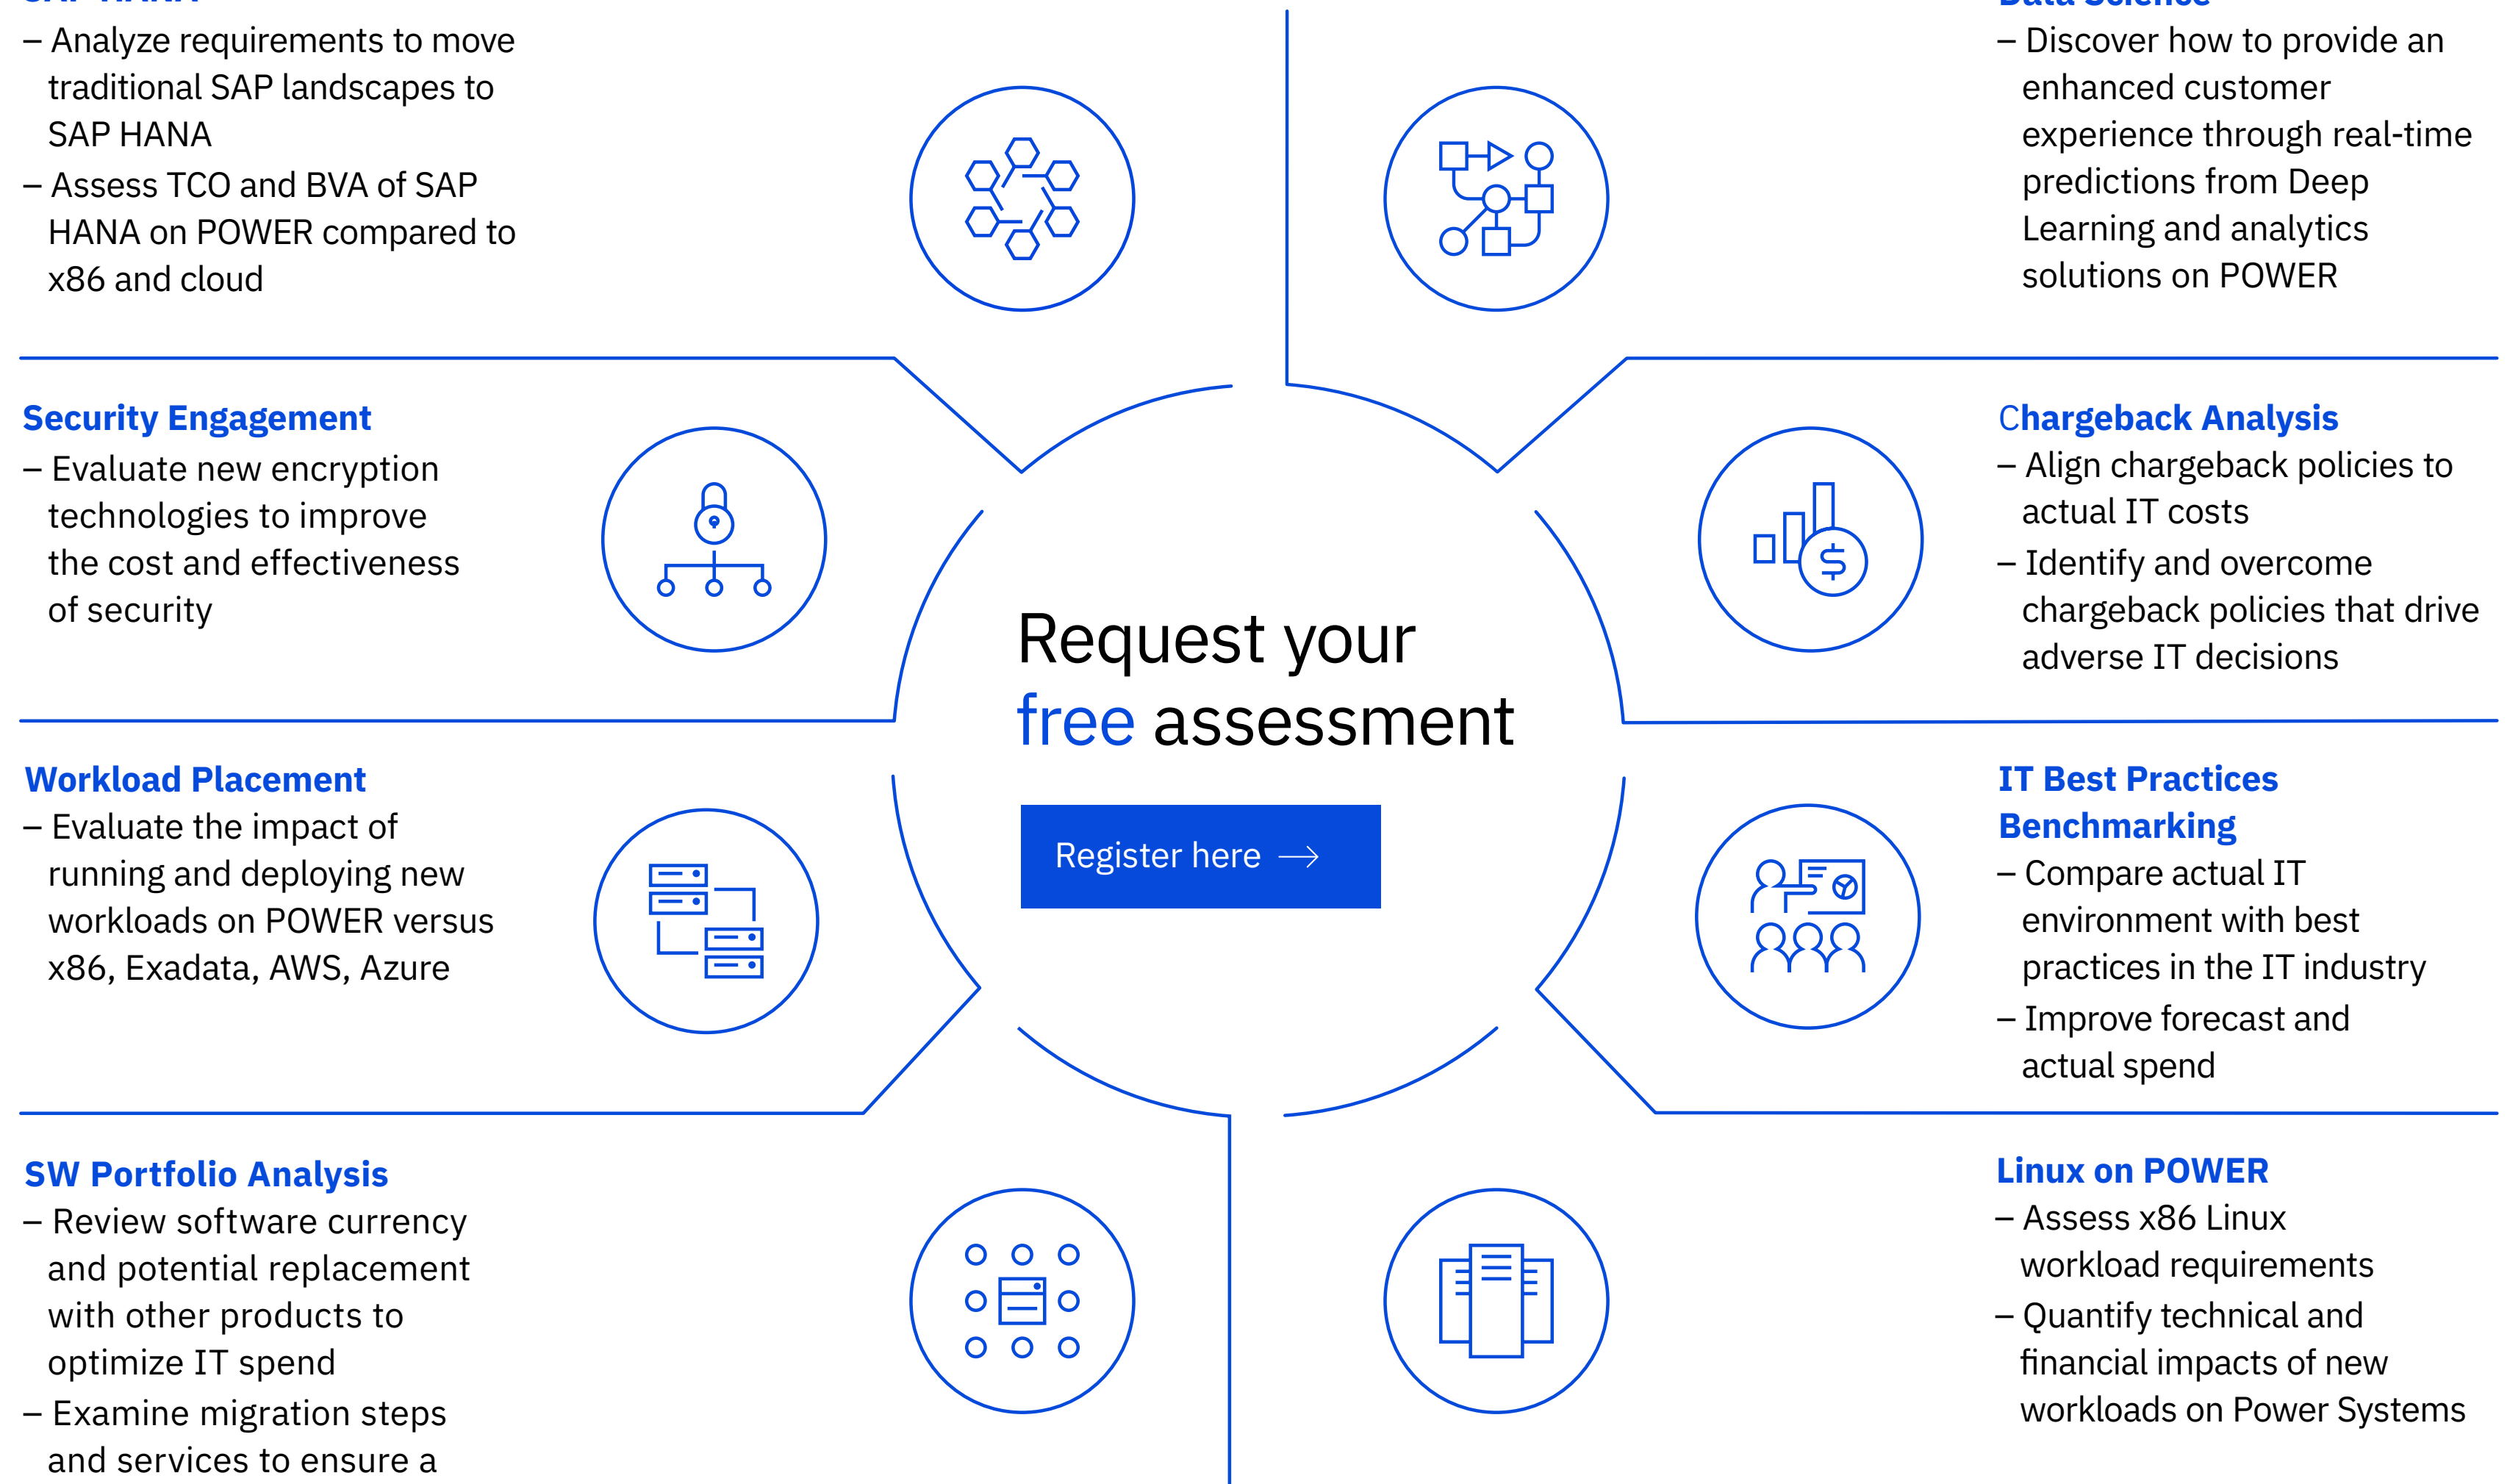 SAP HANA
– Analyze requirements to move
traditional SAP landscapes to
SAP HANA
– Assess TCO and BVA of SAP
HANA on POWER compared to
x86 and cloud
Security Engagement
– Evaluate new encryption
technologies to improve
the cost and effectiveness
of security
Workload Placement
– Evaluate the impact of
running and deploying new
workloads on POWER versus
x86, Exadata, AWS, Azure
SW Portfolio Analysis
– Review software currency
and potential replacement
with other products to
optimize IT spend
– Examine migration steps
and services to ensure a
Request your
free assessment
Register here →
Data Science
– Discover how to provide an
enhanced customer
experience through real-time
predictions from Deep
Learning and analytics
solutions on POWER
Chargeback Analysis
– Align chargeback policies to
actual IT costs
– Identify and overcome
chargeback policies that drive
adverse IT decisions
IT Best Practices
Benchmarking
– Compare actual IT
environment with best
practices in the IT industry
– Improve forecast and
actual spend
Linux on POWER
– Assess x86 Linux
workload requirements
– Quantify technical and
financial impacts of new
workloads on Power Systems